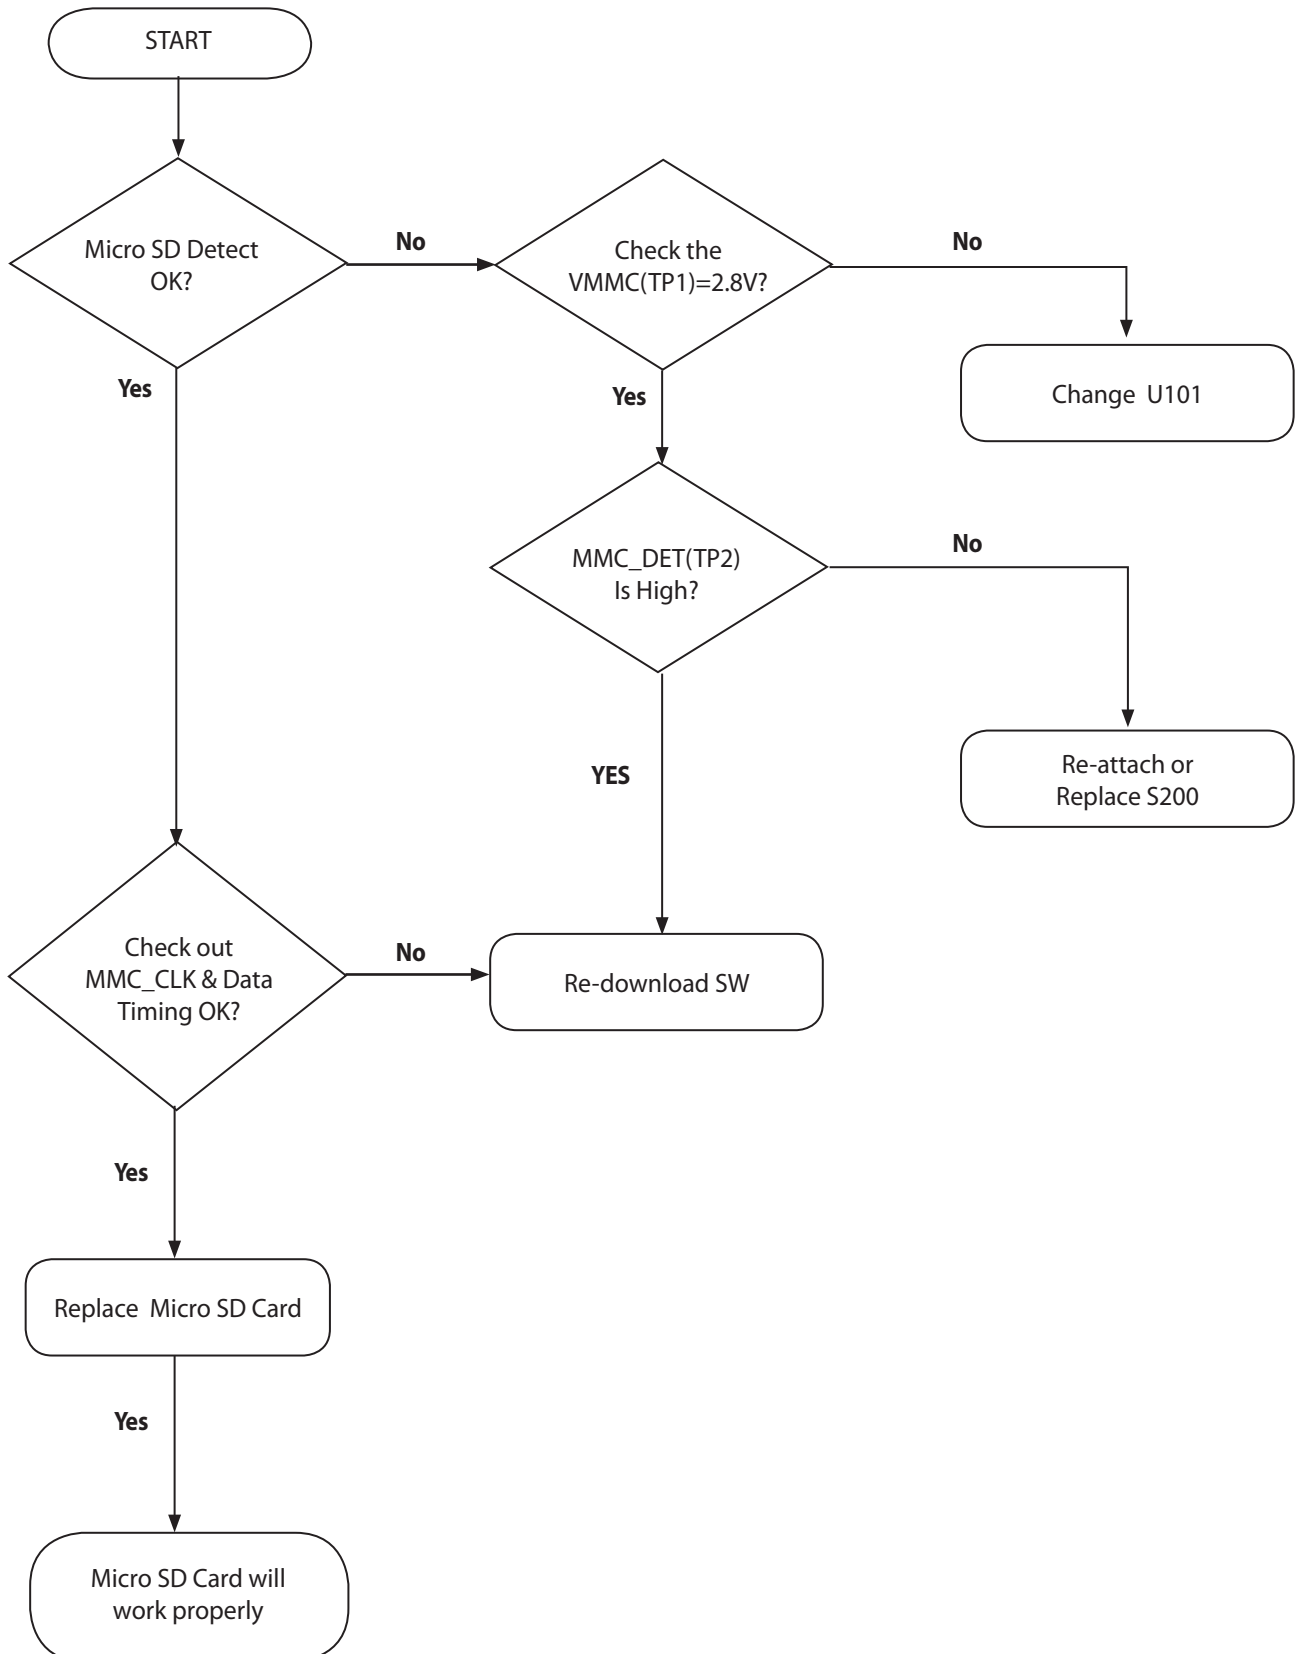 START
Micro SD Detect
OK?
No
Check the
VMMC(TP1)=2.8V?
No
Change U101
Yes
Yes
MMC_DET(TP2)
Is High?
No
Re-attach or
Replace S200
YES
Check out
MMC_CLK & Data
Timing OK?
No
Re-download SW
Yes
Replace Micro SD Card
Yes
Micro SD Card will
work properly